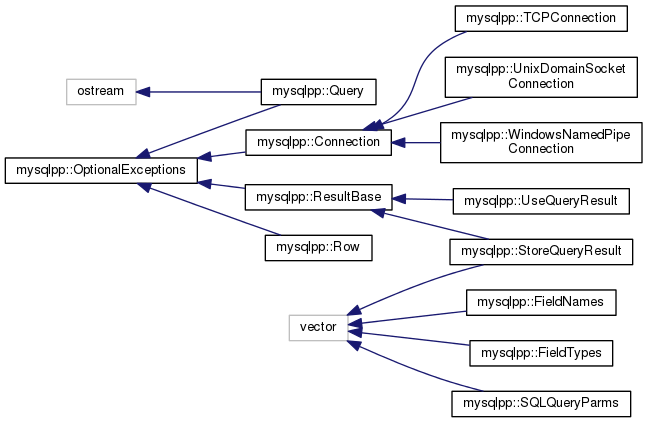 mysqlpp::TCPConnection
mysqlpp::UnixDomainSocket
Connection
ostream
mysqlpp::Query
mysqlpp::Connection
mysqlpp::WindowsNamedPipe
Connection
mysqlpp::OptionalExceptions
mysqlpp::ResultBase
mysqlpp::UseQueryResult
mysqlpp::Row
mysqlpp::StoreQueryResult
mysqlpp::FieldNames
vector
mysqlpp::FieldTypes
mysqlpp::SQLQueryParms